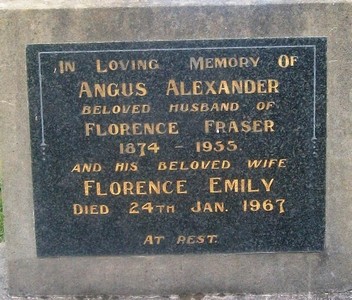 In Loving Memory Of
Angus Alexander
Beloved Husband of
Florence Fraser
1874 - 1955.
And His Beloved Wife
Florence Emily
Died 24th Jan. 1967
At Rest.